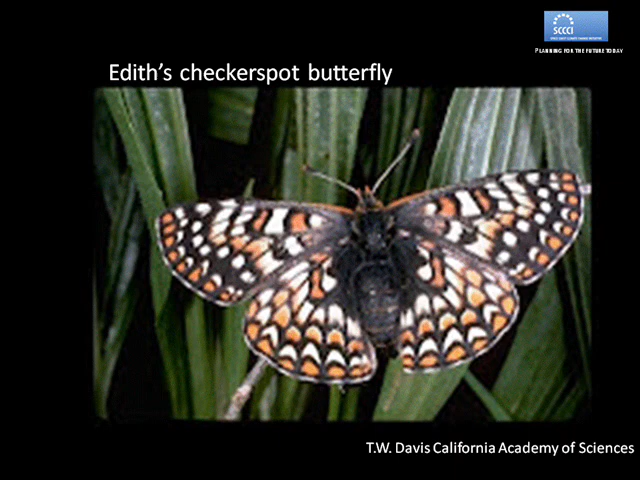 SCCCI
PLANNING FOR THE FUTURE TODAY
Edith’s checkerspot butterfly
T.W. Davis California Academy of Sciences